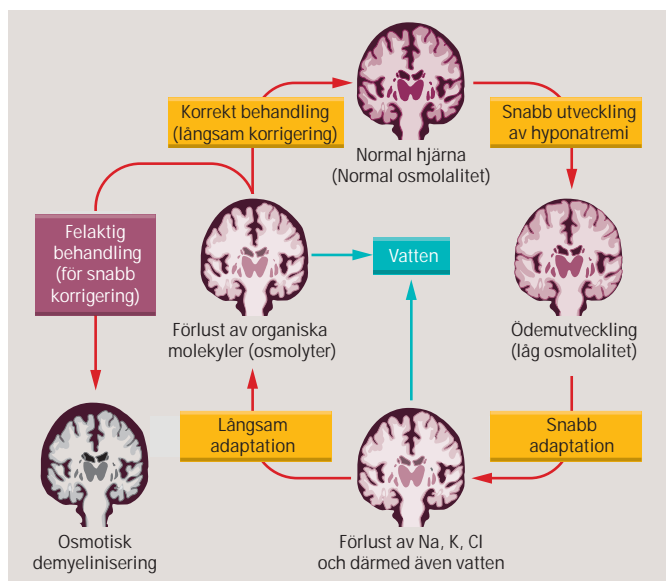 Korrekt behandling
(långsam korrigering)
Normal hjärna
(Normal osmolalitet)
Snabb utveckling
av hyponatremi
Felaktig
behandling
(för snabb
korrigering)
Vatten
Förlust av organiska
molekyler (osmolyter)
Ödemutveckling
(låg osmolalitet)
Långsam
adaptation
Snabb
adaptation
Osmotisk
demyelinisering
Förlust av Na, K, Cl
och därmed även vatten